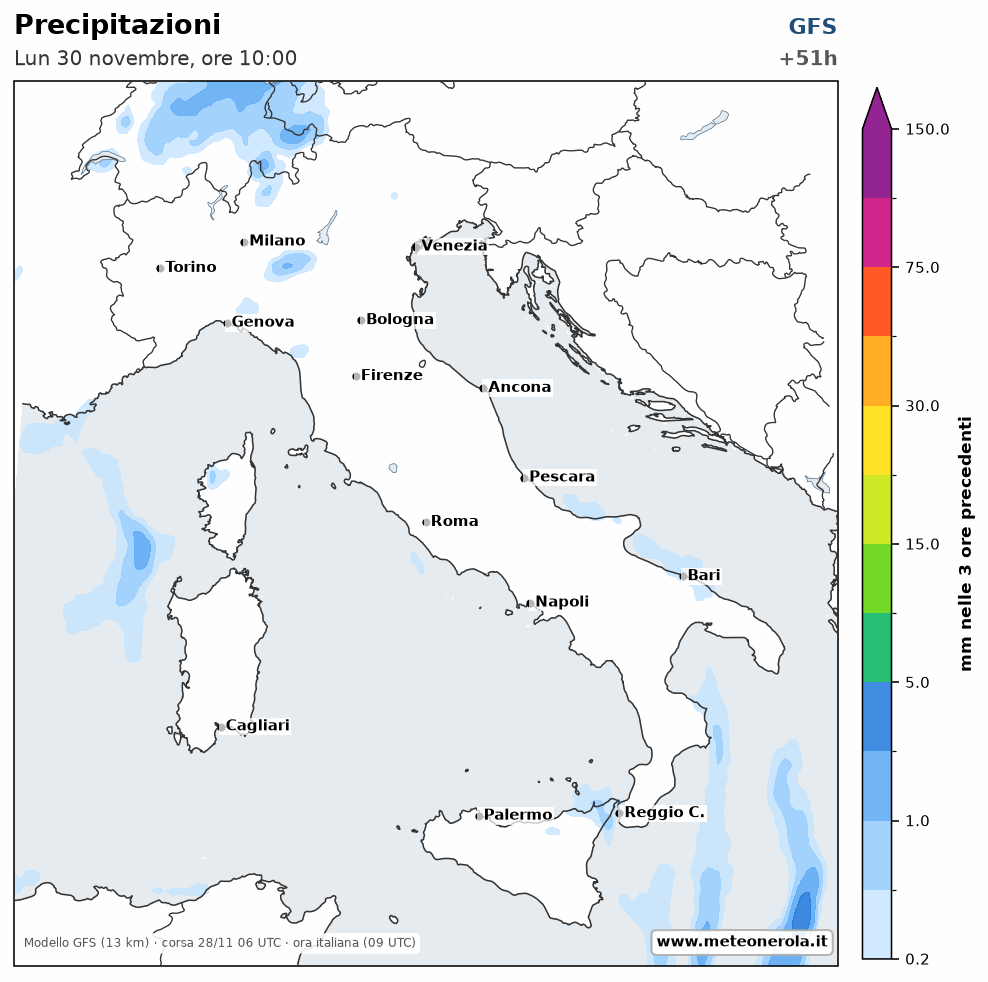 Precipitazioni
GFS
Lun 30 novembre, ore 10:00
+51h
150.0
75.0
30.0
15.0
5.0
1.0
0.2
mm nelle 3 ore precedenti
Milano
Venezia
Torino
Genova
Bologna
Firenze
Ancona
Pescara
Roma
Bari
Napoli
Cagliari
Palermo
Reggio C.
Modello GFS (13 km) · corsa 28/11 06 UTC · ora italiana (09 UTC)
www.meteonerola.it